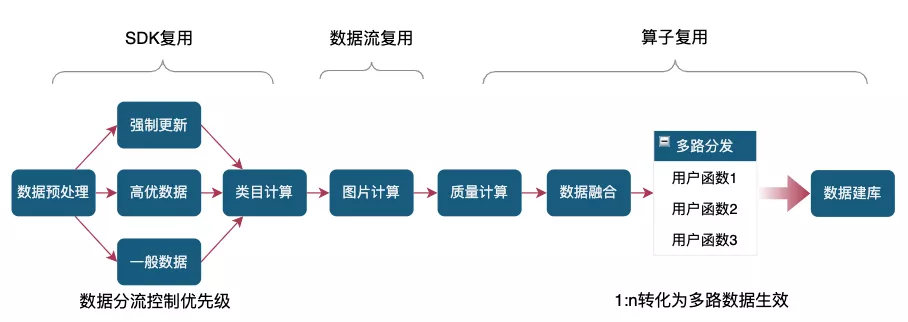 SDK复用
数据流复用
算子复用
强制更新
多路分发
数据预处理
高优数据
类目计算
图片计算
质量计算
数据融合
用户函数1
用户函数2
用户函数3
数据建库
一般数据
数据分流控制优先级
1:n转化为多路数据生效